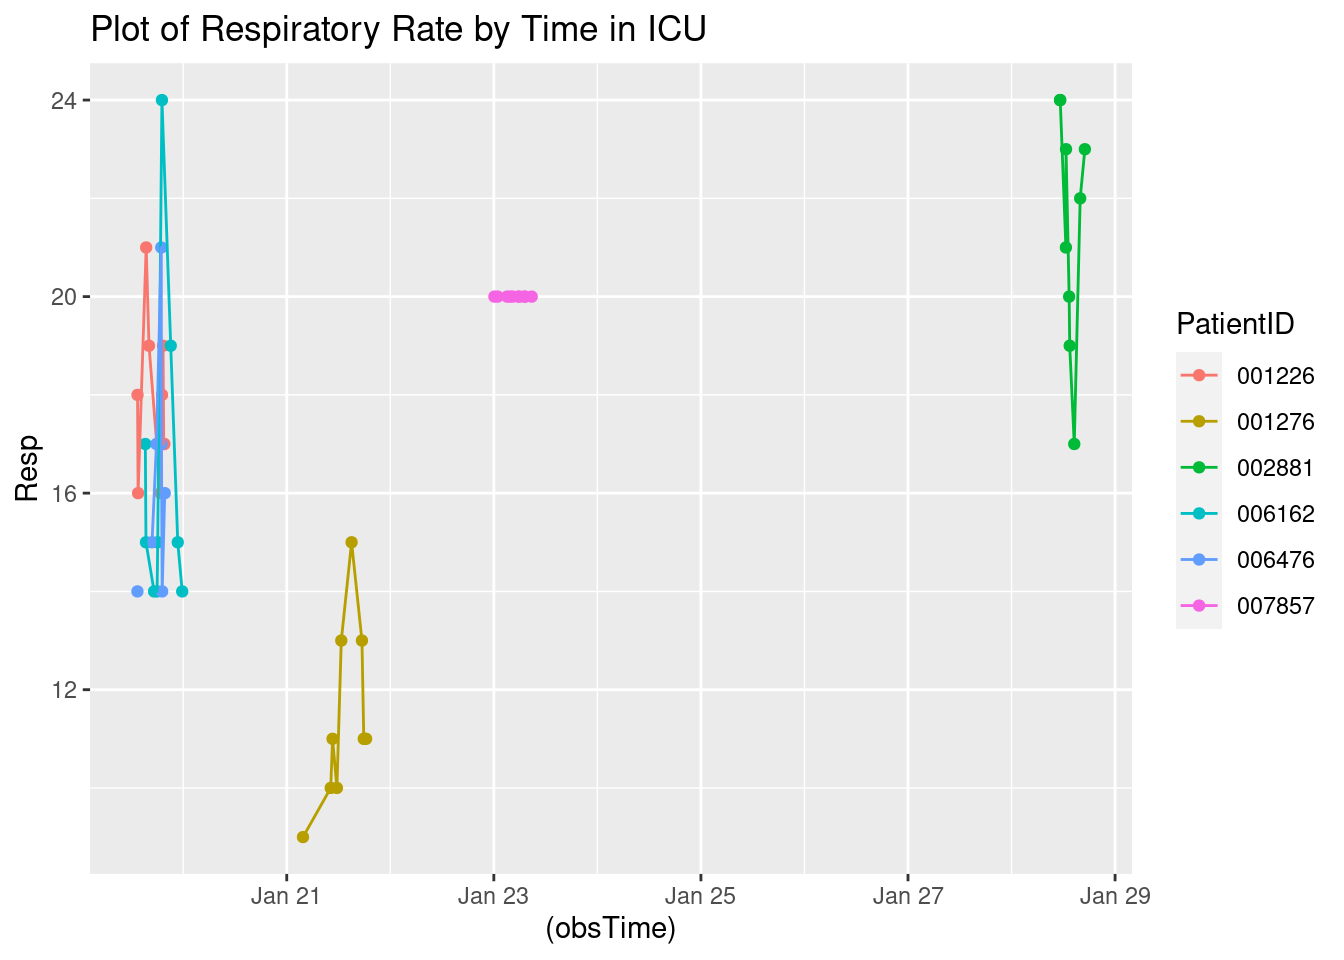 Plot of Respiratory Rate by Time in ICU
24
20
16
12
Resp
Jan 21
Jan 23
Jan 25
Jan 27
Jan 29
(obsTime)
PatientID
001226
001276
002881
006162
006476
007857